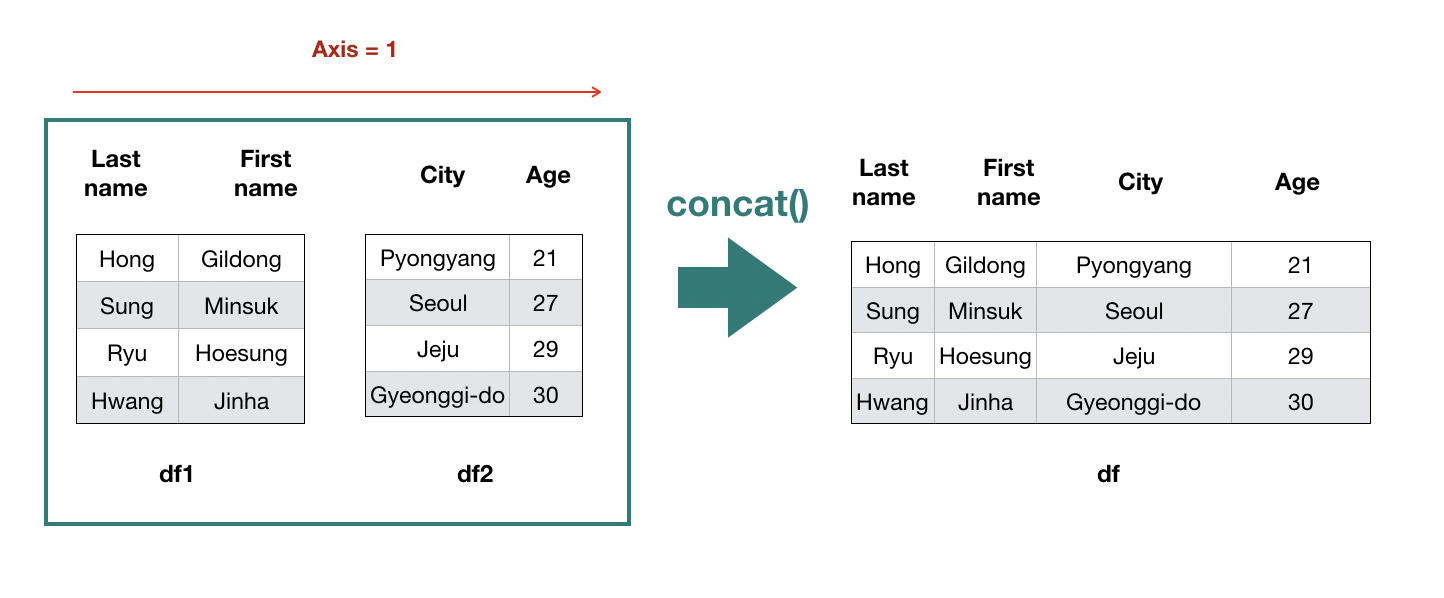 Axis = 1
Last name First name City Age
Hong Gildong Pyongyang 21
Sung Minsuk Seoul 27
Ryu Hoesung Jeju 29
Hwang Jinha Gyeonggi-do 30
df1 df2
concat()
Last name First name City Age
Hong Gildong Pyongyang 21
Sung Minsuk Seoul 27
Ryu Hoesung Jeju 29
Hwang Jinha Gyeonggi-do 30
df